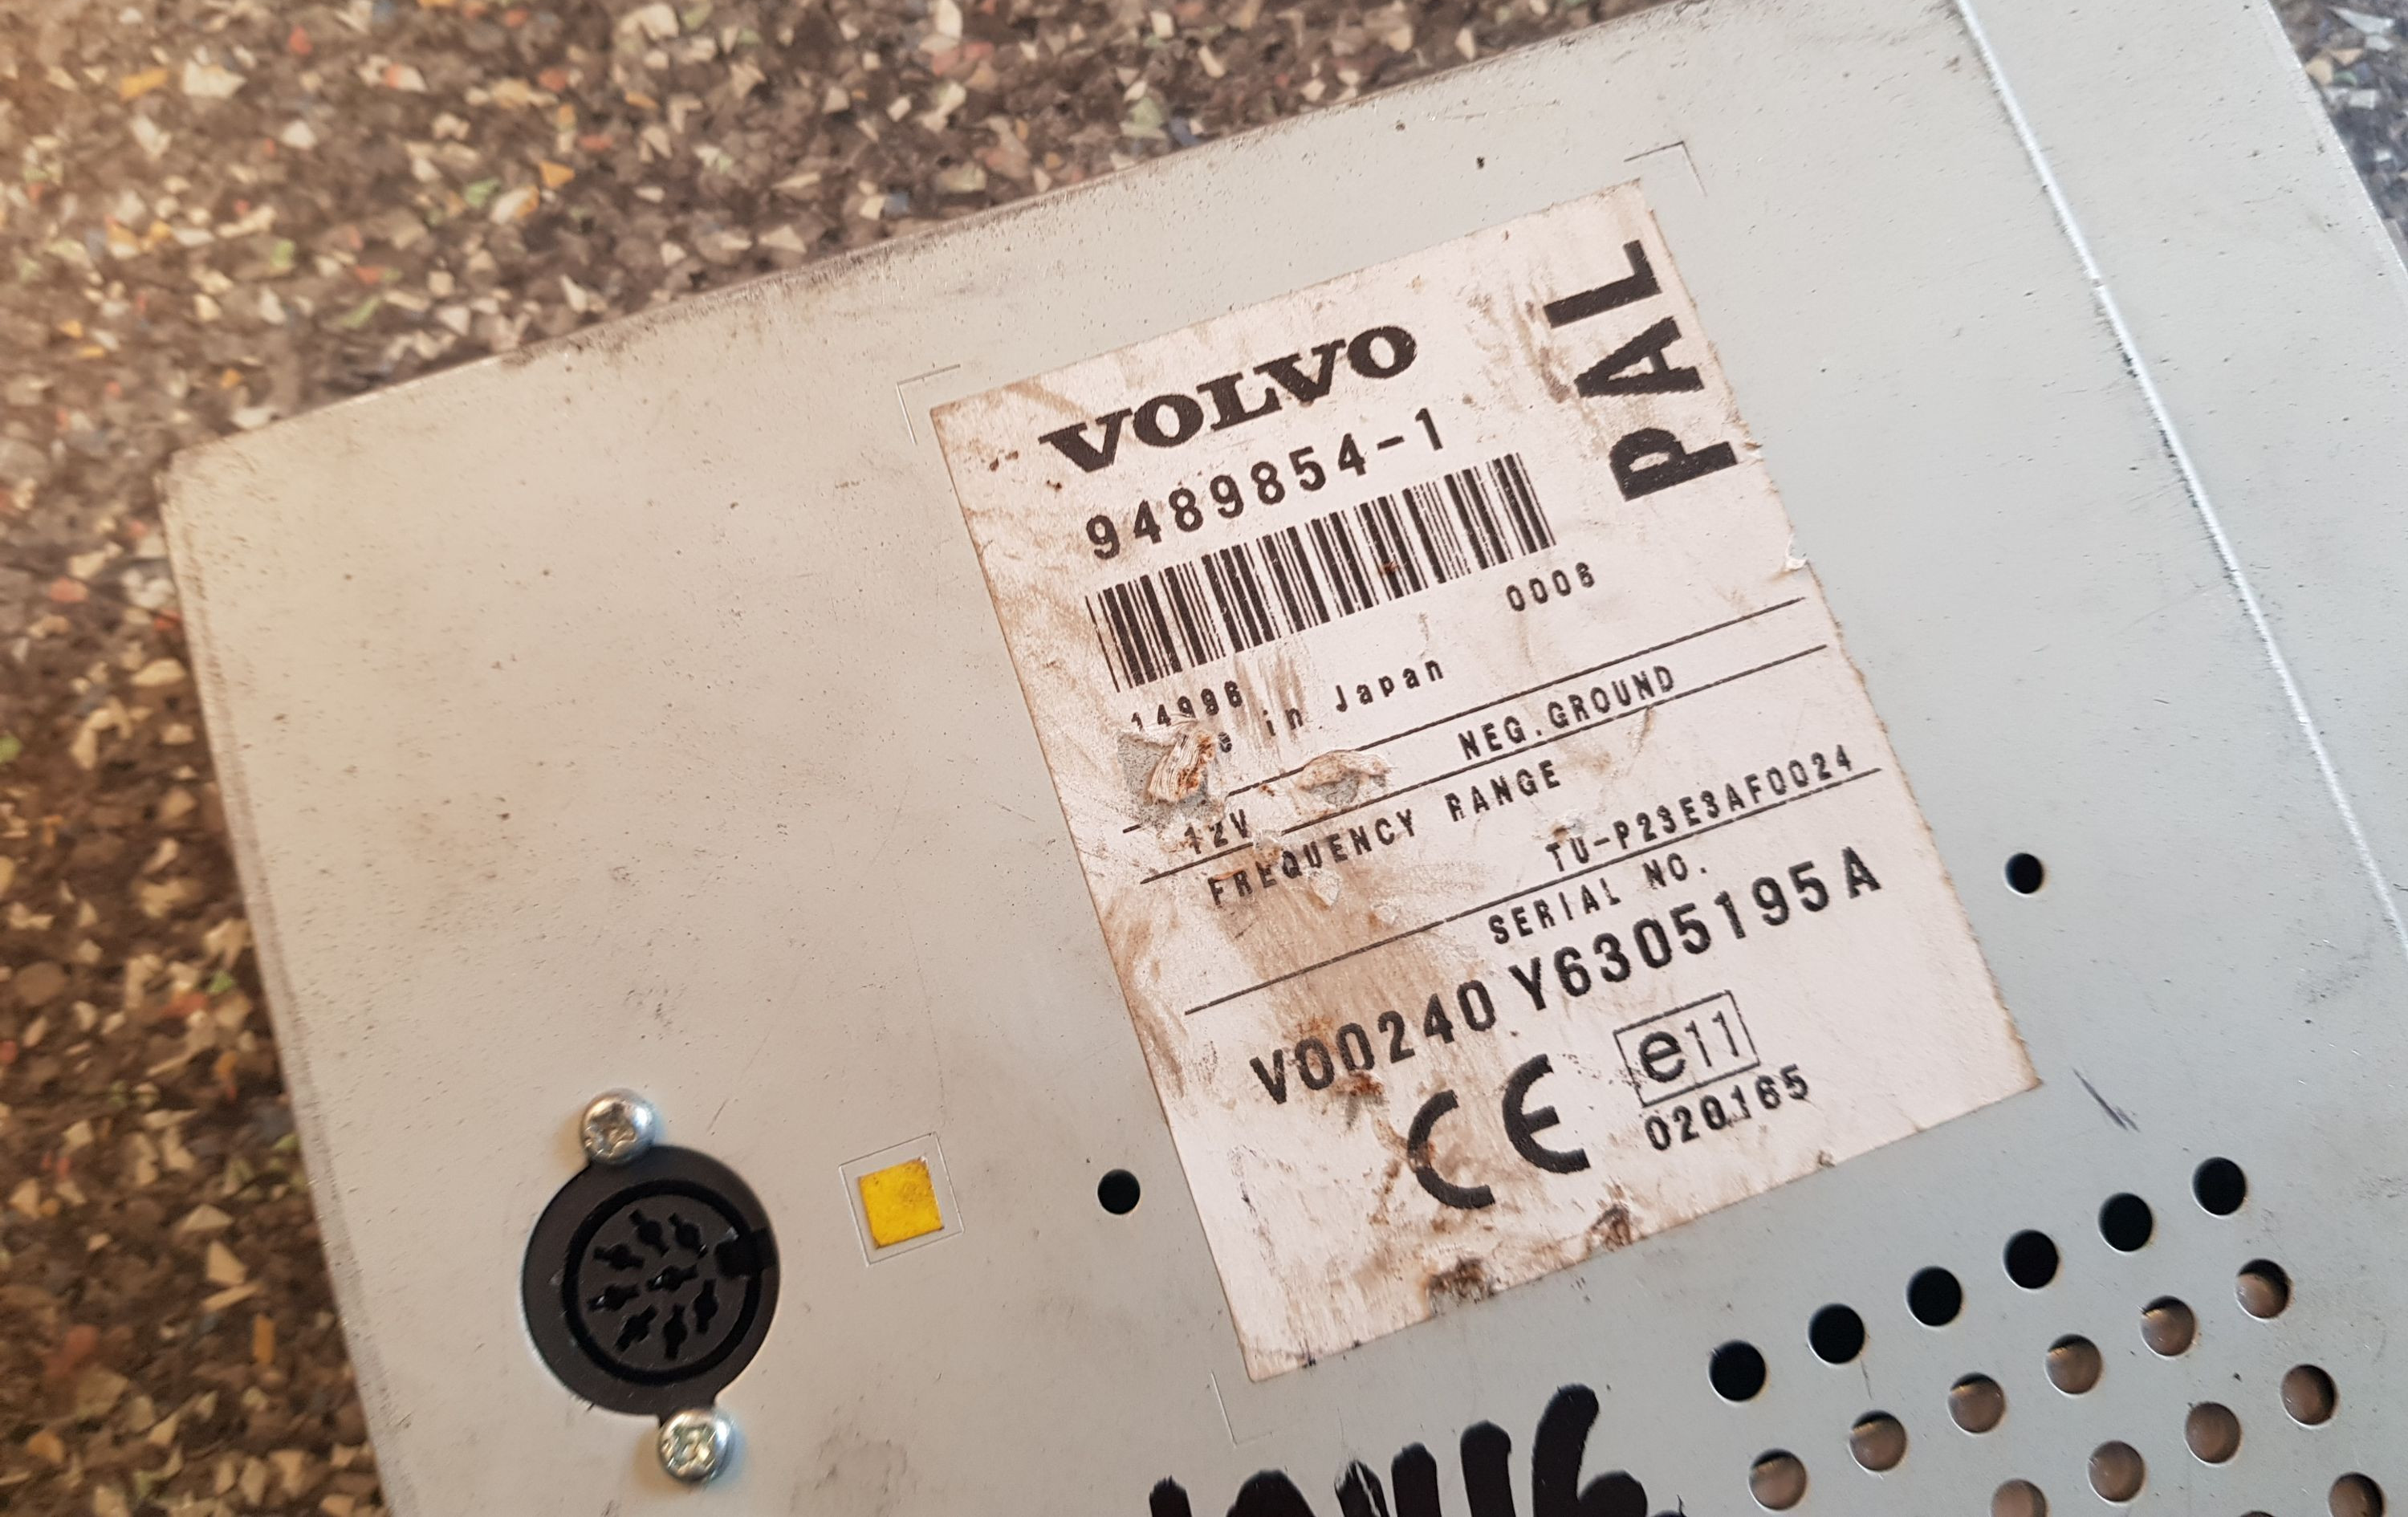 VOLVO
PAL
9489854-1
0006
14996
in Japan
12V NEG.GROUND
FREQUENCY RANGE
TU-P23E3AF0024
SERIAL NO.
V00240 Y6305195A
CE e11
020165